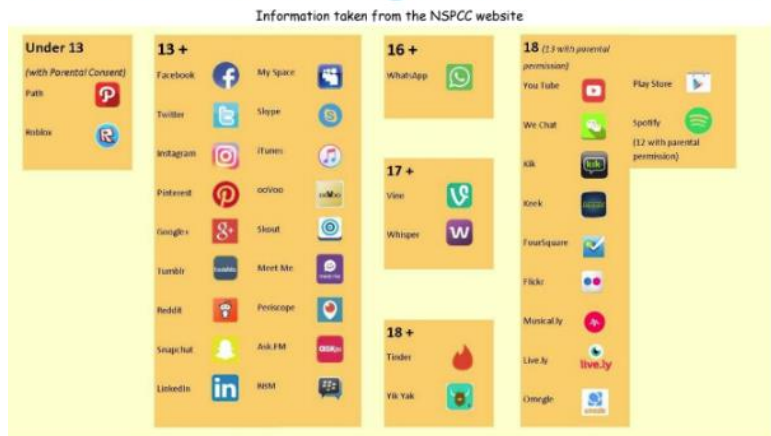 Information taken from the NSPCC website
Under 13
(with Parental Consent)
Path
Roblox
13 +
Facebook
Twitter
Instagram
Pinterest
Google+
Tumblr
Reddit
Snapchat
LinkedIn
My Space
Skype
iTunes
ooVoo
Skout
Meet Me
Periscope
Ask.FM
BBM
16 +
WhatsApp
17 +
Vine
Whisper
18 +
Tinder
Yik Yak
18 (13 with parental
permission)
You Tube
We Chat
Kik
kik
Keek
FourSquare
Flickr
Musical.ly
Live.ly
live.ly
Omegle
Play Store
Spotify
(12 with parental
permission)